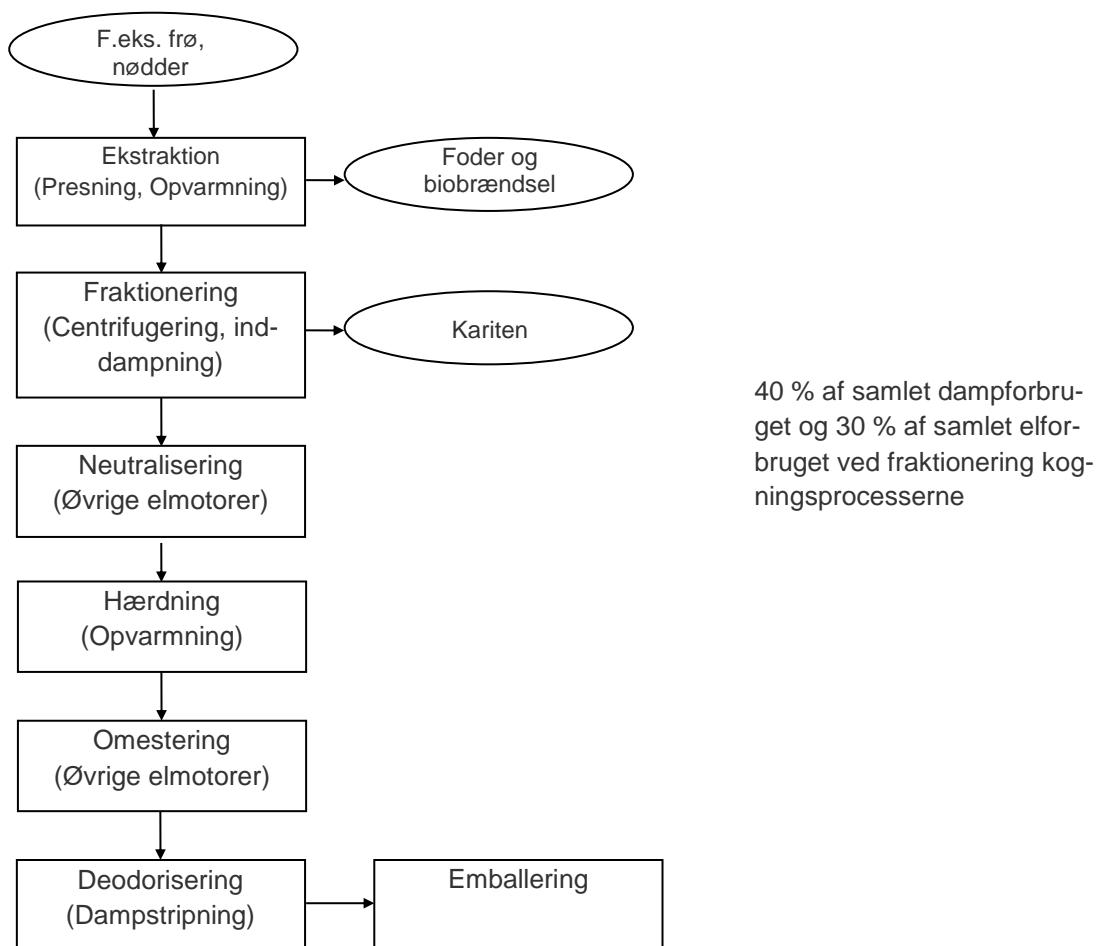 F.eks. frø,
nødder
Ekstraktion
(Presning, Opvarmning)
Foder og
biobrændsel
Fraktionering
(Centrifugering, ind-
dampning)
Kariten
40 % af samlet dampforbru-
get og 30 % af samlet elfor-
bruget ved fraktionering kog-
ningsprocesserne
Neutralisering
(Øvrige elmotorer)
Hærdning
(Opvarmning)
Omestering
(Øvrige elmotorer)
Deodorisering
(Dampstripning)
Emballering